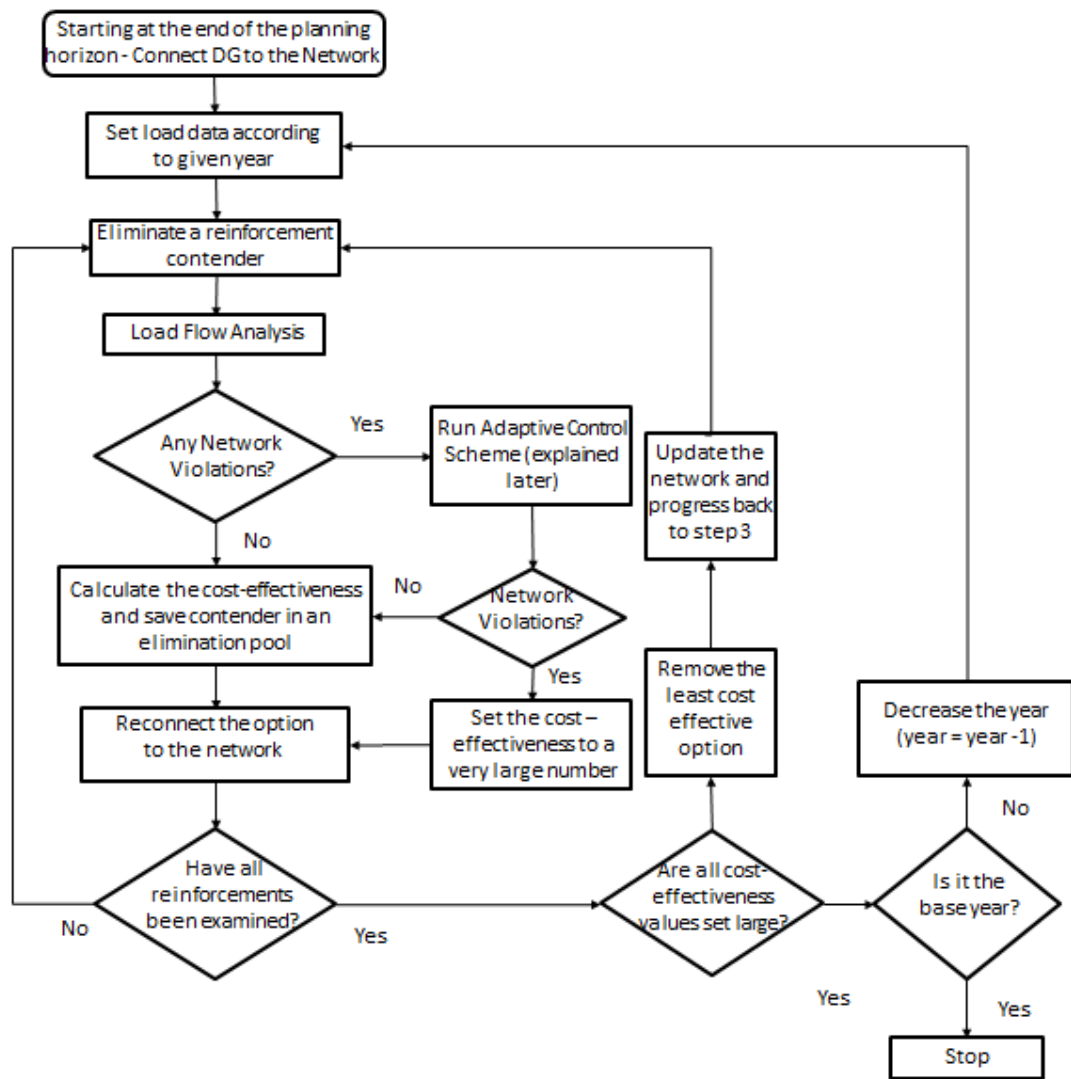 Starting at the end of the planning
horizon - Connect DG to the Network
Set load data according
to given year
Eliminate a reinforcement
contender
Load Flow Analysis
Any Network
Violations?
Yes
Run Adaptive Control
Scheme (explained
later)
Update the
network and
progress back
to step 3
No
Calculate the cost-effectiveness
and save contender in an
elimination pool
No
Network
Violations?
Yes
Reconnect the option
to the network
Set the cost –
effectiveness to a
very large number
Remove the
least cost
effective
option
Decrease the year
(year = year -1)
No
Have all
reinforcements
been examined?
No
Yes
Are all cost-
effectiveness
values set large?
Yes
Is it the
base year?
Yes
Stop